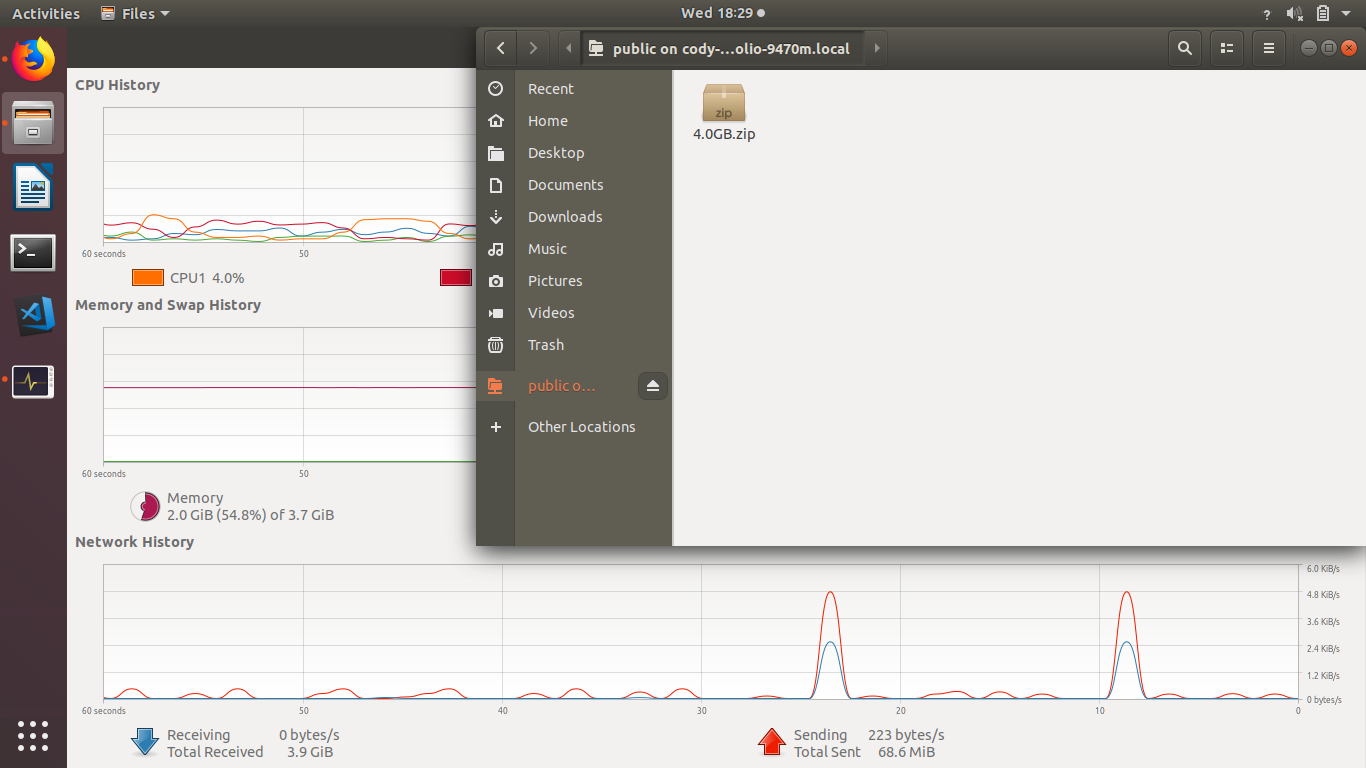 Activities Files Wed 18:29 ?
public on cody-...olio-9470m.local
Recent
Home
Desktop
Documents
Downloads
Music
Pictures
Videos
Trash
public o...
Other Locations
zip
4.0GB.zip
CPU History
60 seconds 50
CPU1 4.0%
Memory and Swap History
60 seconds 50
Memory
2.0 GiB (54.8%) of 3.7 GiB
Network History
6.0 KiB/s
4.8 KiB/s
3.6 KiB/s
2.4 KiB/s
1.2 KiB/s
0 bytes/s
60 seconds 50 40 30 20 10 0
Receiving 0 bytes/s
Total Received 3.9 GiB
Sending 223 bytes/s
Total Sent 68.6 MiB